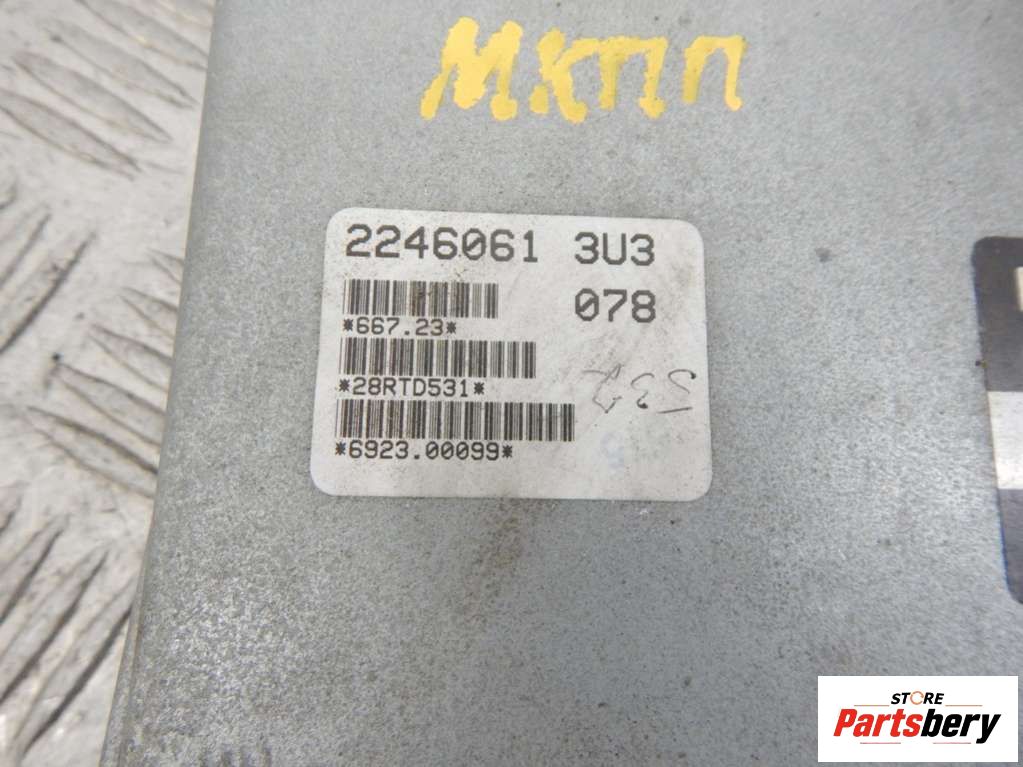 МКПП
2246061 3U3
078
*667.23*
*28RTD531*
*6923.00099*
STORE
Partsbery